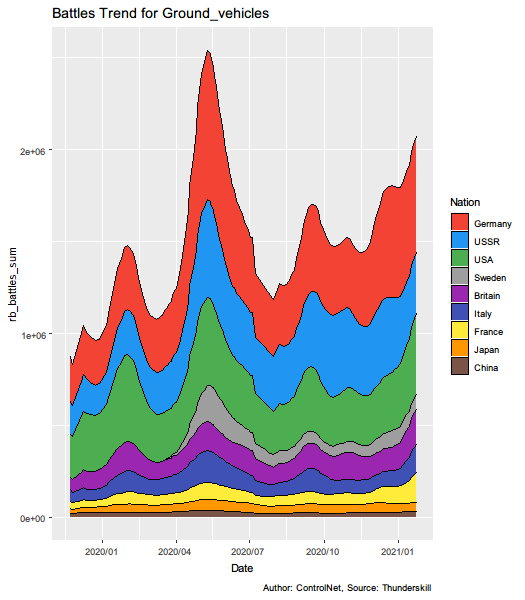 Battles Trend for Ground_vehicles
rb_battles_sum
2e+06
1e+06
0e+00
2020/01 2020/04 2020/07 2020/10 2021/01
Date
Nation
Germany
USSR
USA
Sweden
Britain
Italy
France
Japan
China
Author: ControlNet, Source: Thunderskill